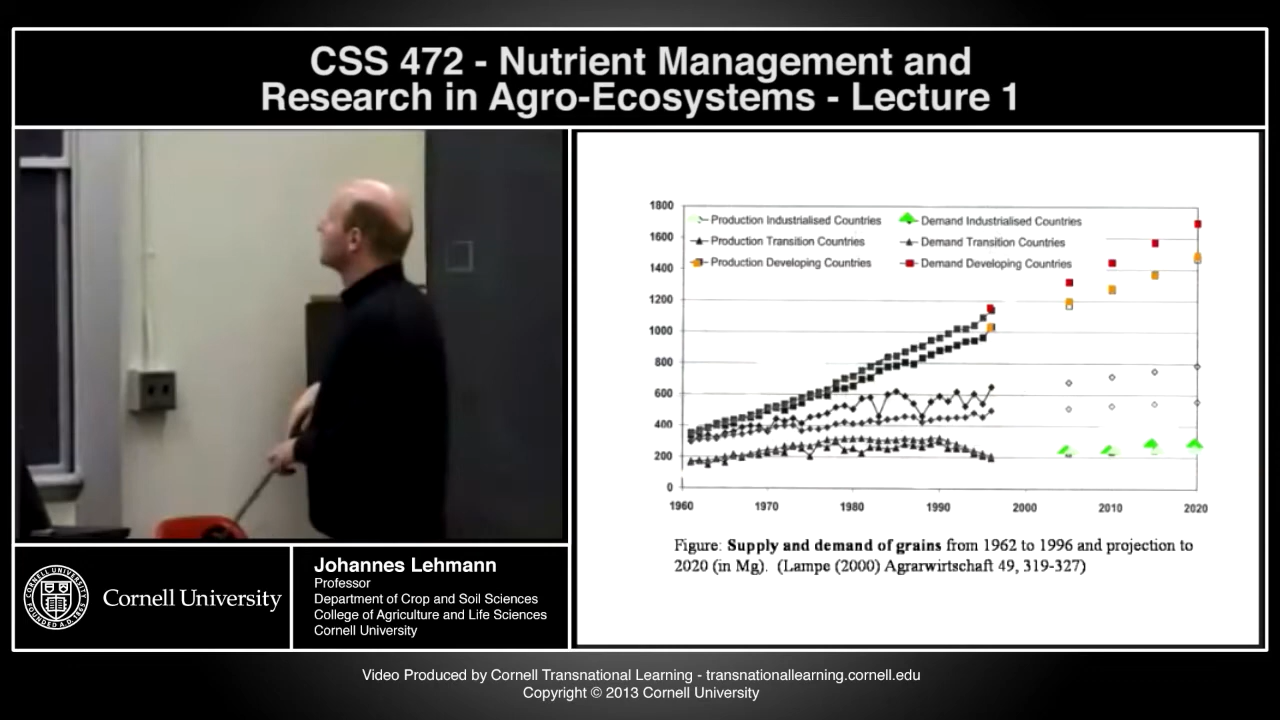 CSS 472 - Nutrient Management and
Research in Agro-Ecosystems - Lecture 1
1800
1600
1400
1200
1000
800
600
400
200
0
Production Industrialised Countries
Demand Industrialised Countries
Production Transition Countries
Demand Transition Countries
Production Developing Countries
Demand Developing Countries
1960 1970 1980 1990 2000 2010 2020
Figure: Supply and demand of grains from 1962 to 1996 and projection to
2020 (in Mg). (Lampe (2000) Agrarwirtschaft 49, 319-327)
Cornell University
Johannes Lehmann
Professor
Department of Crop and Soil Sciences
College of Agriculture and Life Sciences
Cornell University
Video Produced by Cornell Transnational Learning - transnationallearning.cornell.edu
Copyright © 2013 Cornell University